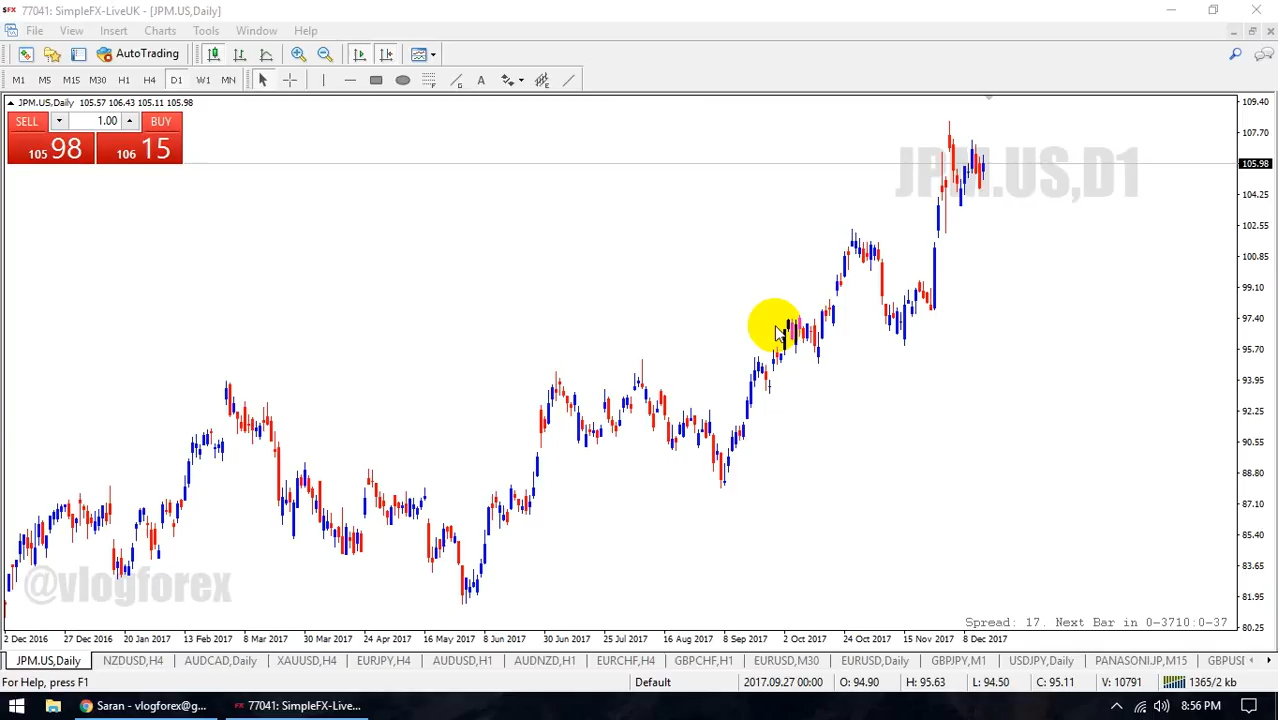 77041: SimpleFX-LiveUK - [JPM.US,Daily]
File View Insert Charts Tools Window Help
AutoTrading
M1 M5 M15 M30 H1 H4 D1 W1 MN A
JPM.US,Daily 105.57 106.43 105.11 105.98
SELL 1.00 BUY
105 98 106 15
JPM.US,D1
109.40
107.70
105.98
104.25
102.55
100.85
99.10
97.40
95.70
93.95
92.25
90.55
88.80
87.10
85.40
83.65
81.95
80.25
@vlogforex
Spread: 17. Next Bar in 0-3710:0-37
2 Dec 2016 27 Dec 2016 20 Jan 2017 13 Feb 2017 8 Mar 2017 30 Mar 2017 24 Apr 2017 16 May 2017 8 Jun 2017 30 Jun 2017 25 Jul 2017 16 Aug 2017 8 Sep 2017 2 Oct 2017 24 Oct 2017 15 Nov 2017 8 Dec 2017
JPM.US,Daily NZDUSD,H4 AUDCAD,Daily XAUUSD,H4 EURJPY,H4 AUDUSD,H1 AUDNZD,H1 EURCHF,H4 GBPCHF,H1 EURUSD,M30 EURUSD,Daily GBPJPY,M1 USDJPY,Daily PANASONIJP,M15 GBPUS
For Help, press F1 Default 2017.09.27 00:00 O: 94.90 H: 95.63 L: 94.50 C: 95.11 V: 10791 1365/2 kb
Saran - vlogforex@g... 77041: SimpleFX-Live... 8:56 PM